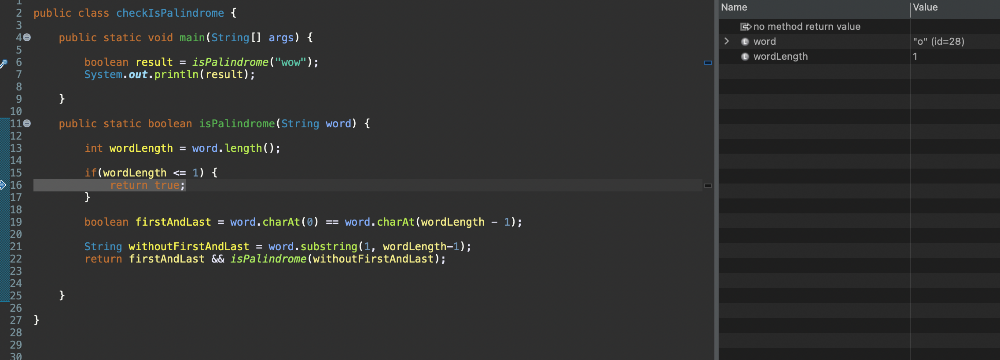 1
2 public class checkIsPalindrome {
3
4 public static void main(String[] args) {
5
6 boolean result = isPalindrome("wow");
7 System.out.println(result);
8
9 }
10
11 public static boolean isPalindrome(String word) {
12
13 int wordLength = word.length();
14
15 if(wordLength <= 1) {
16 return true;
17 }
18
19 boolean firstAndLast = word.charAt(0) == word.charAt(wordLength - 1);
20
21 String withoutFirstAndLast = word.substring(1, wordLength-1);
22 return firstAndLast && isPalindrome(withoutFirstAndLast);
23
24
25 }
26
27 }
28
29
30
Name Value
no method return value
word "o" (id=28)
wordLength 1